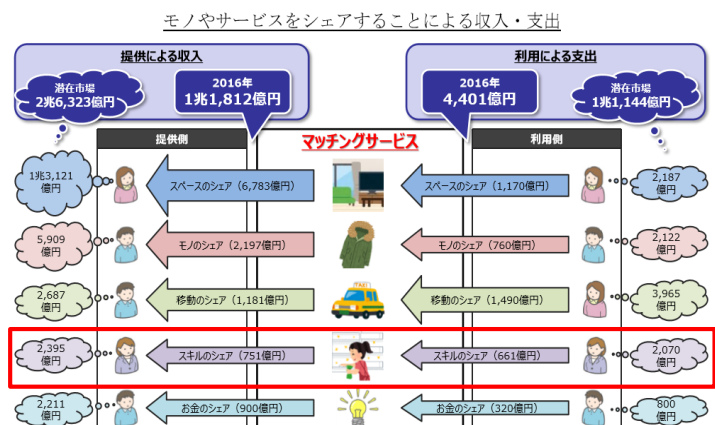 モノやサービスをシェアすることによる収入・支出
提供による収入
利用による支出
潜在市場
2兆6,323億円
2016年
1兆1,812億円
2016年
4,401億円
潜在市場
1兆1,144億円
提供側
マッチングサービス
利用側
1兆3,121
億円
スペースのシェア（6,783億円）
スペースのシェア（1,170億円）
2,187
億円
5,909
億円
モノのシェア（2,197億円）
モノのシェア（760億円）
2,122
億円
2,687
億円
移動のシェア（1,181億円）
TAXI
移動のシェア（1,490億円）
3,965
億円
2,395
億円
スキルのシェア（751億円）
スキルのシェア（661億円）
2,070
億円
2,211
億円
お金のシェア（900億円）
お金のシェア（320億円）
800
億円